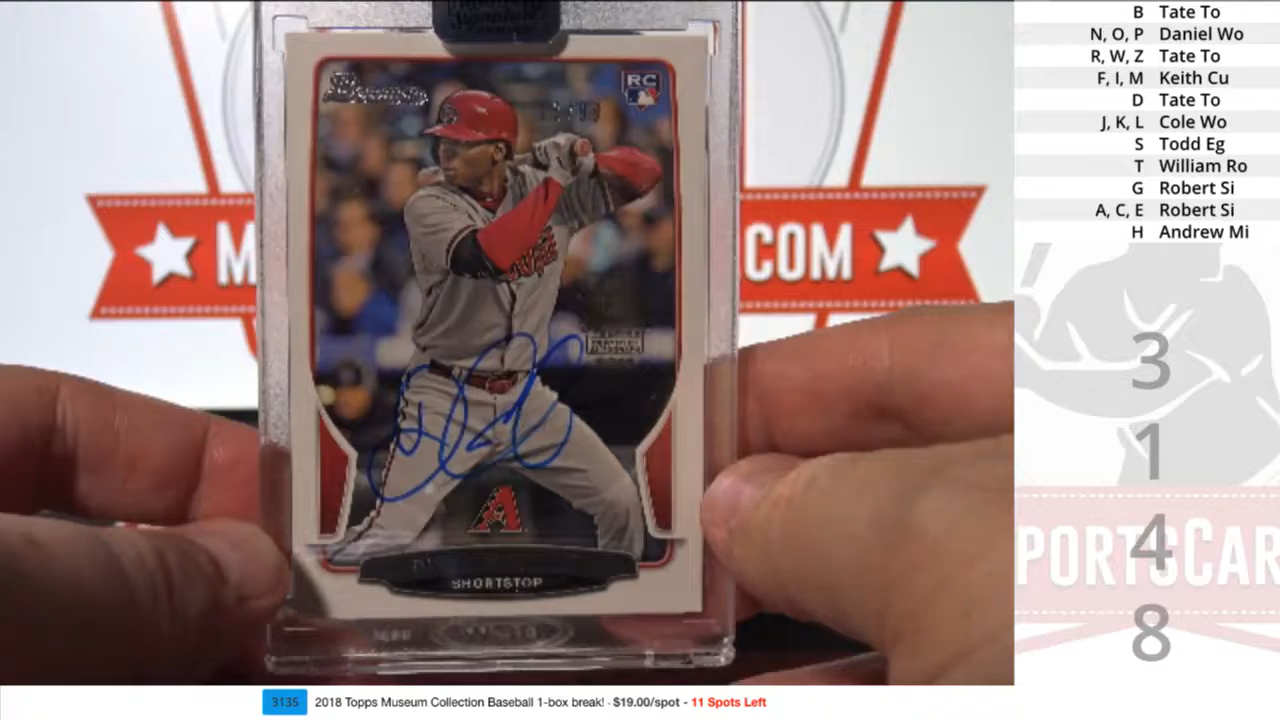 B Tate To
N, O, P Daniel Wo
R, W, Z Tate To
F, I, M Keith Cu
D Tate To
J, K, L Cole Wo
S Todd Eg
T William Ro
G Robert Si
A, C, E Robert Si
H Andrew Mi
Bowman
RC
M
COM
SHORTSTOP
3
1
4
8
PORTSCAR
3135 2018 Topps Museum Collection Baseball 1-box break! - $19.00/spot - 11 Spots Left